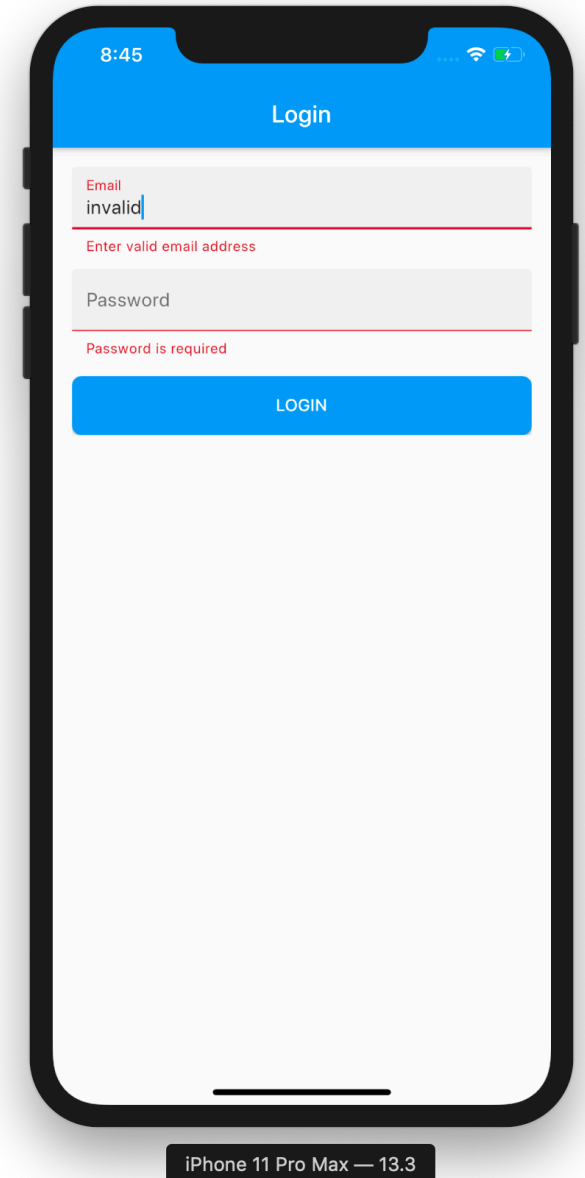 8:45
Login
Email
invalid
Enter valid email address
Password
Password is required
LOGIN
iPhone 11 Pro Max — 13.3